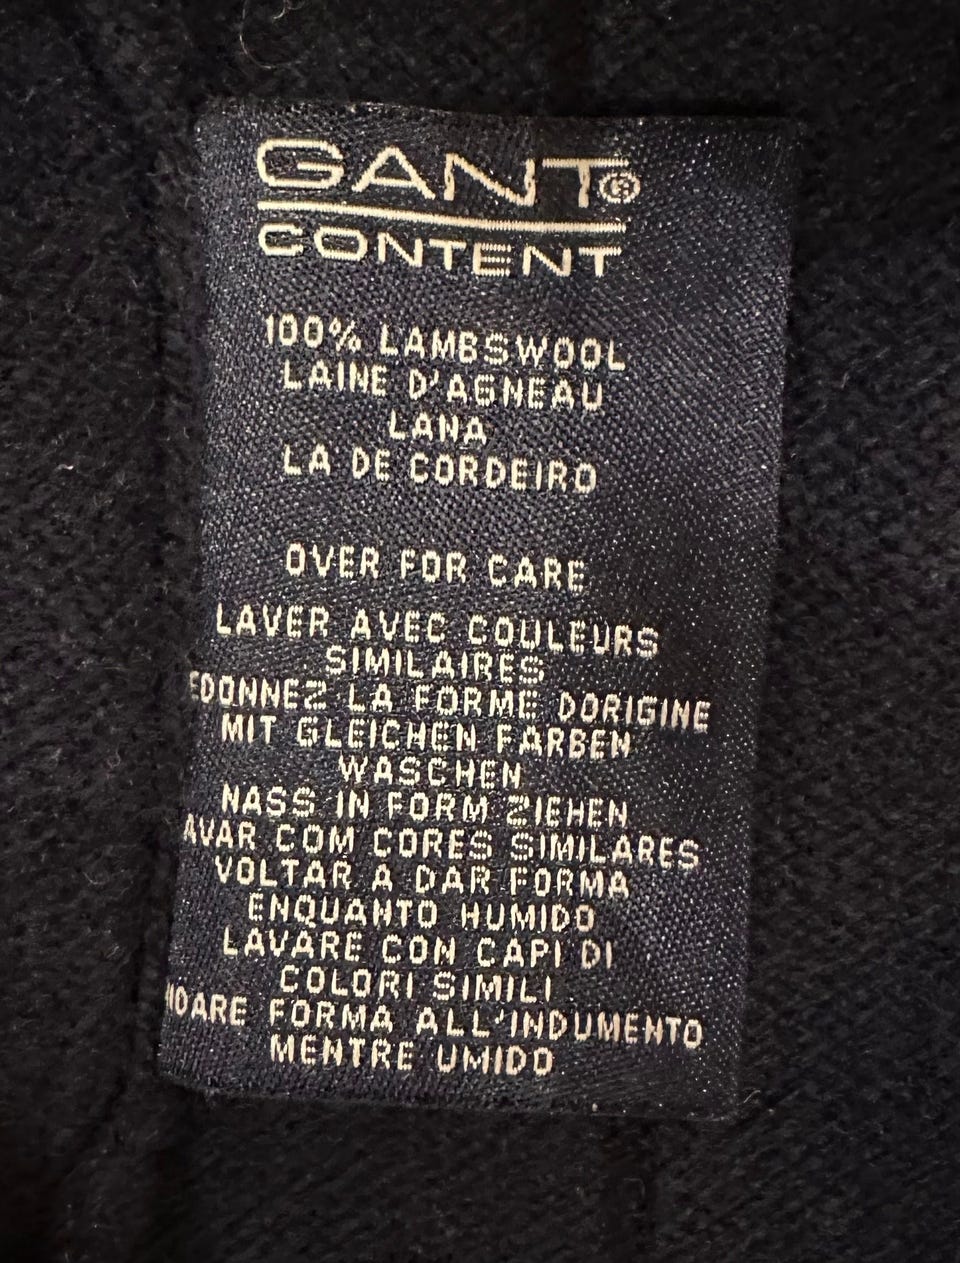 GANT®
CONTENT
100% LAMBSWOOL
LAINE D'AGNEAU
LANA
LA DE CORDEIRO
OVER FOR CARE
LAVER AVEC COULEURS
SIMILAIRES
EDONNEZ LA FORME DORIGINE
MIT GLEICHEN FARBEN
WASCHEN
NASS IN FORM ZIEHEN
AVAR COM CORES SIMILARES
VOLTAR A DAR FORMA
ENQUANTO HUMIDO
LAVARE CON CAPI DI
COLORI SIMILI
NDARE FORMA ALL'INDUMENTO
MENTRE UMIDO